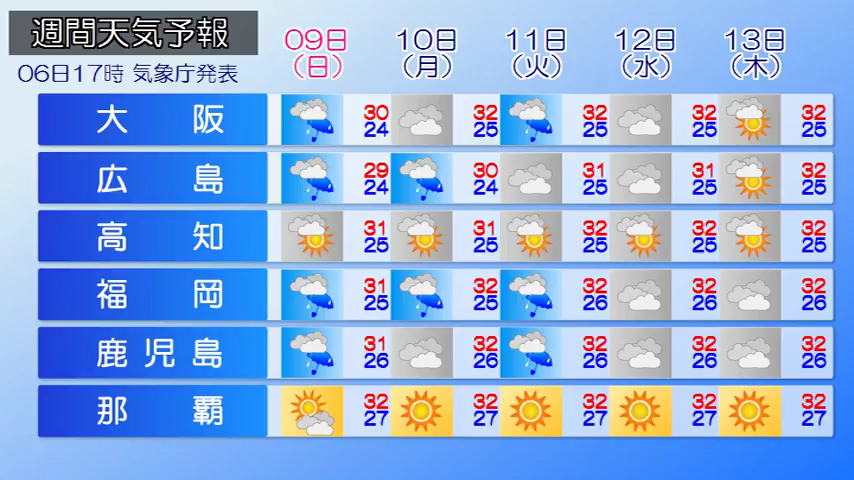 週間天気予報
06日17時 気象庁発表
09日 10日 11日 12日 13日
(日) (月) (火) (水) (木)
大阪 30 24 32 25 32 25 32 25 32 25
広島 29 24 30 24 31 25 31 25 32 25
高知 31 25 31 25 32 25 32 25 32 25
福岡 31 25 32 25 32 26 32 26 32 26
鹿児島 31 26 32 26 32 26 32 26 32 26
那覇 32 27 32 27 32 27 32 27 32 27